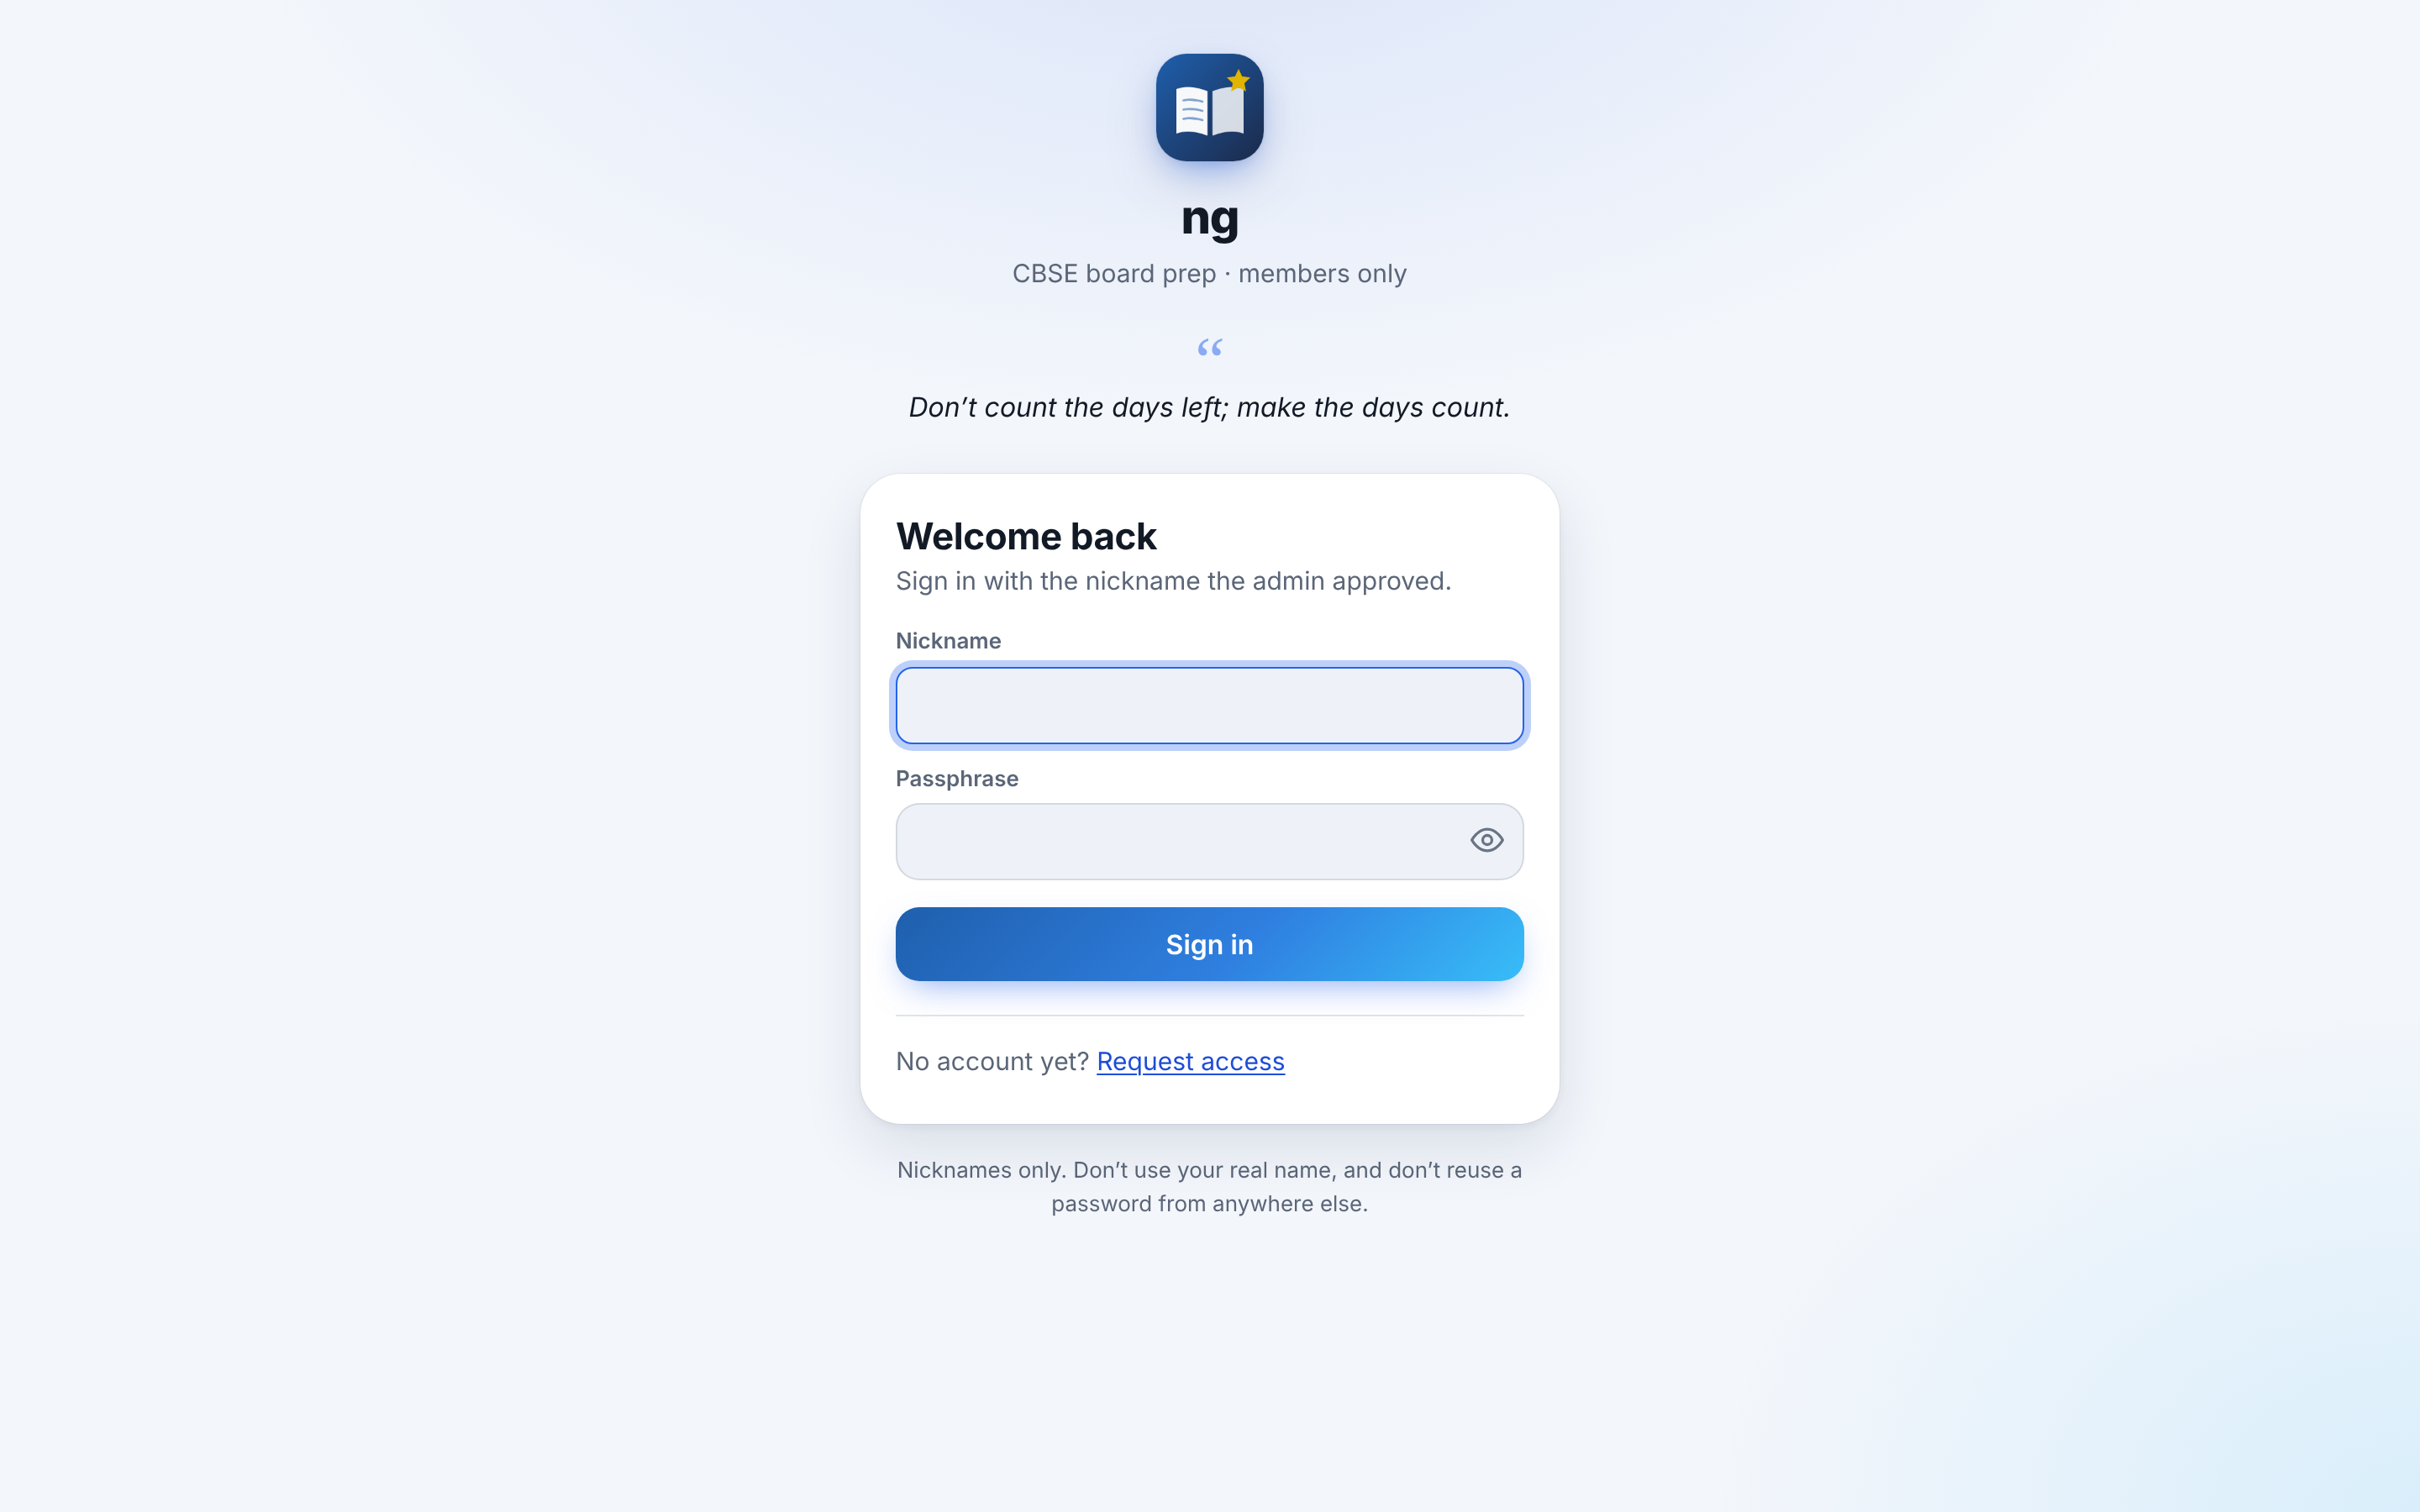 ng
CBSE board prep · members only
“
Don’t count the days left; make the days count.
Welcome back
Sign in with the nickname the admin approved.
Nickname
Passphrase
Sign in
No account yet? Request access
Nicknames only. Don’t use your real name, and don’t reuse a
password from anywhere else.